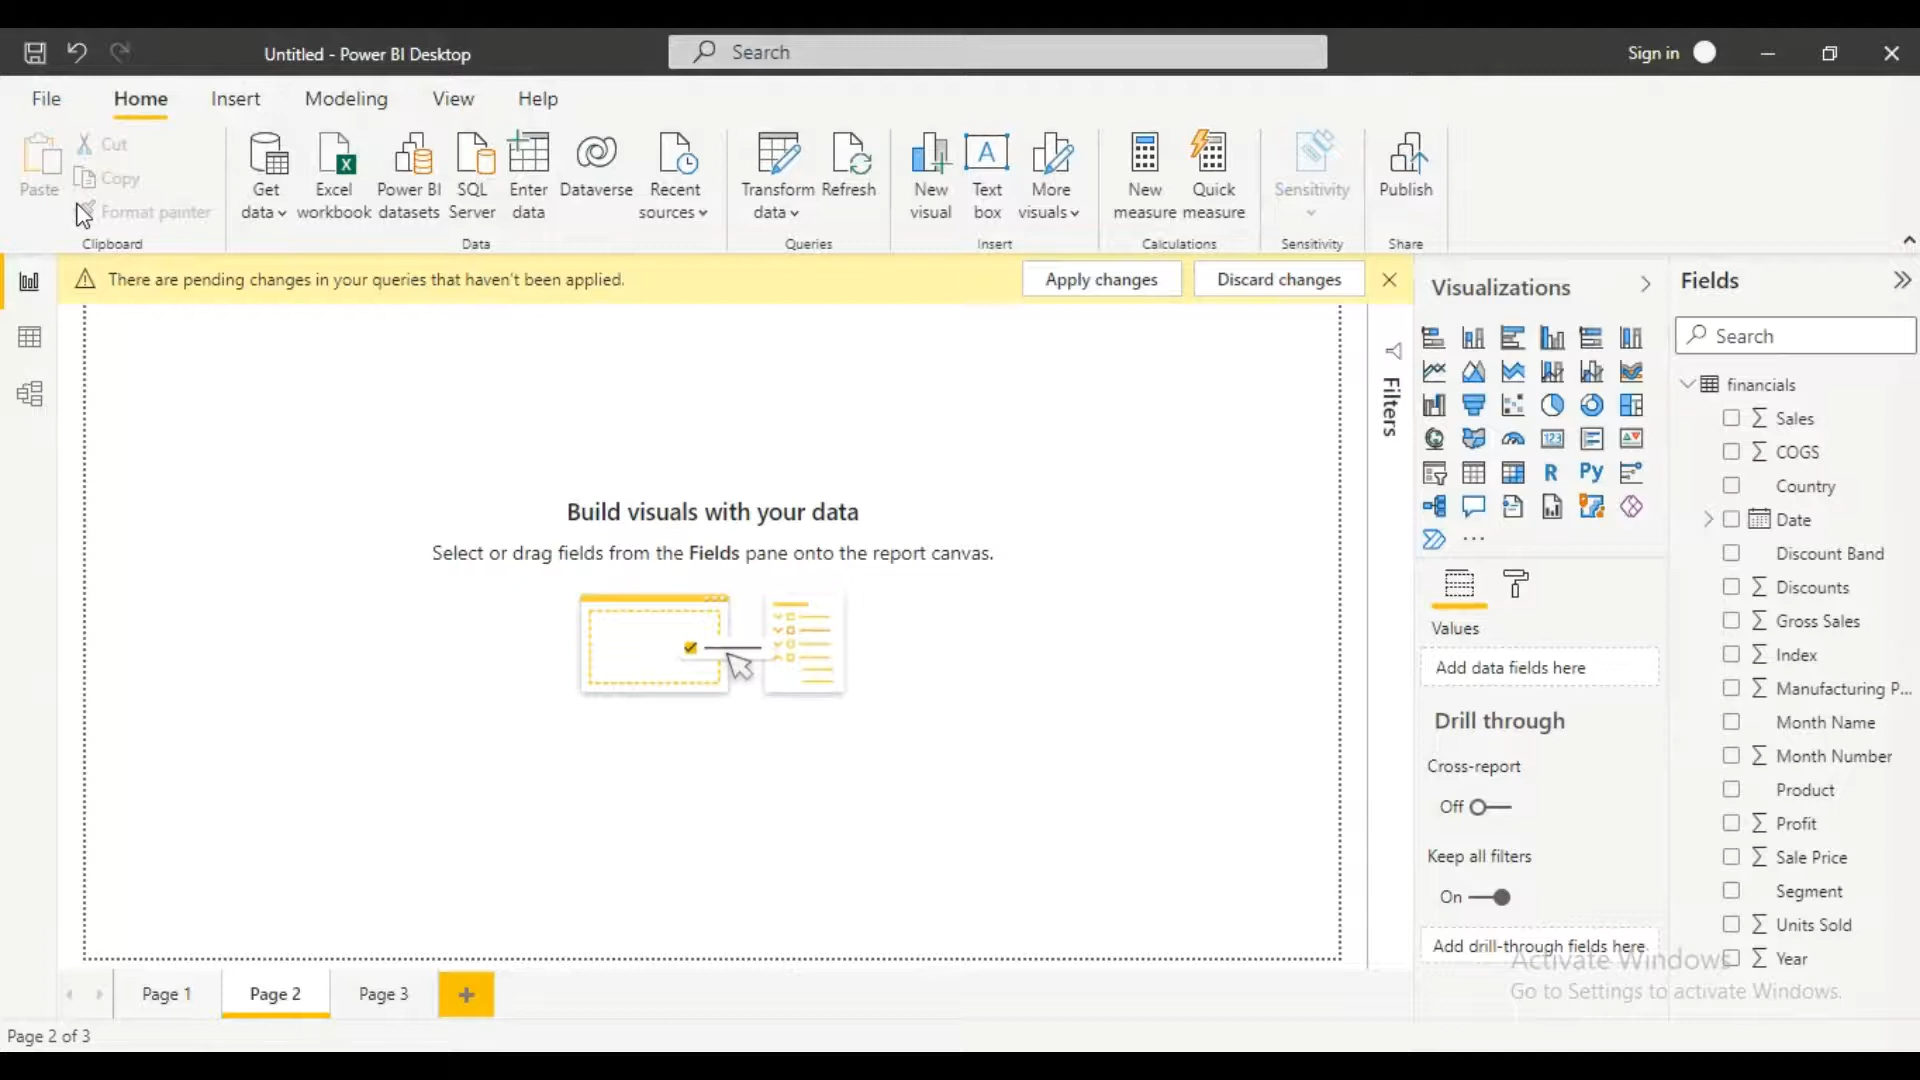 Untitled - Power BI Desktop
Search
Sign in
File
Home
Insert
Modeling
View
Help
Paste
Cut
Copy
Format painter
Clipboard
Get data
Excel workbook
Power BI datasets
SQL Server
Enter data
Dataverse
Recent sources
Data
Transform data
Refresh
Queries
New visual
Text box
More visuals
Insert
New measure
Quick measure
Calculations
Sensitivity
Sensitivity
Publish
Share
There are pending changes in your queries that haven't been applied.
Apply changes
Discard changes
Build visuals with your data
Select or drag fields from the Fields pane onto the report canvas.
Filters
Visualizations
123
R
Py
Values
Add data fields here
Drill through
Cross-report
Off
Keep all filters
On
Add drill-through fields here
Fields
Search
financials
Sales
COGS
Country
Date
Discount Band
Discounts
Gross Sales
Index
Manufacturing P...
Month Name
Month Number
Product
Profit
Sale Price
Segment
Units Sold
Year
Activate Windows
Go to Settings to activate Windows.
Page 1
Page 2
Page 3
Page 2 of 3